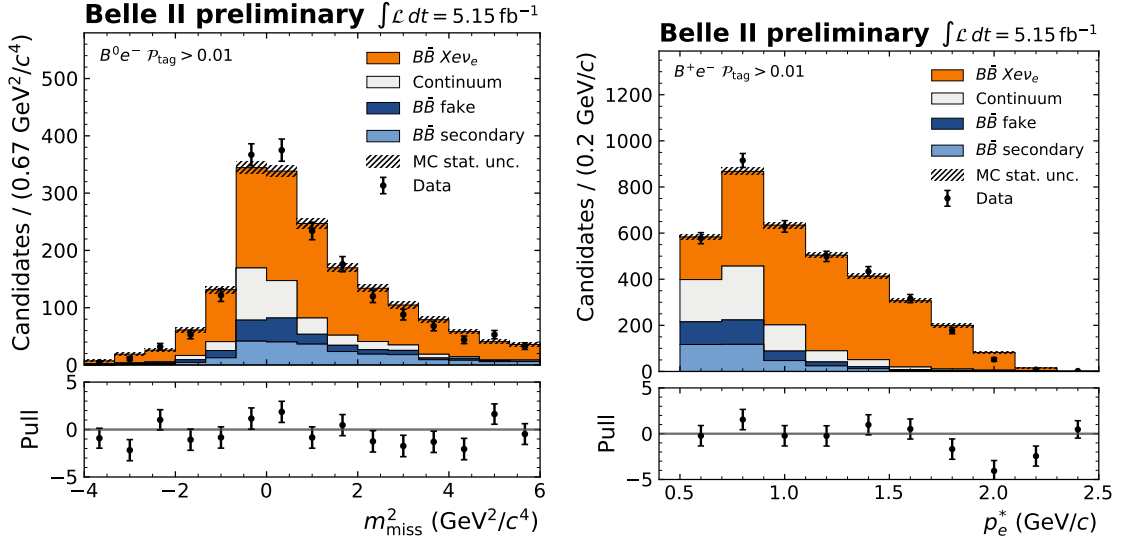 Belle II preliminary ∫ℒ dt = 5.15 fb⁻¹
B⁰e⁻ 𝒫tag > 0.01
BB̄ Xeνₑ
Continuum
BB̄ fake
BB̄ secondary
MC stat. unc.
Data
Candidates / (0.67 GeV²/c⁴)
500
400
300
200
100
0
Pull
5
0
−5
−4 −2 0 2 4 6
m²miss (GeV²/c⁴)
Belle II preliminary ∫ℒ dt = 5.15 fb⁻¹
B⁺e⁻ 𝒫tag > 0.01
BB̄ Xeνₑ
Continuum
BB̄ fake
BB̄ secondary
MC stat. unc.
Data
Candidates / (0.2 GeV/c)
1200
1000
800
600
400
200
0
Pull
5
0
−5
0.5 1.0 1.5 2.0 2.5
p*ₑ (GeV/c)